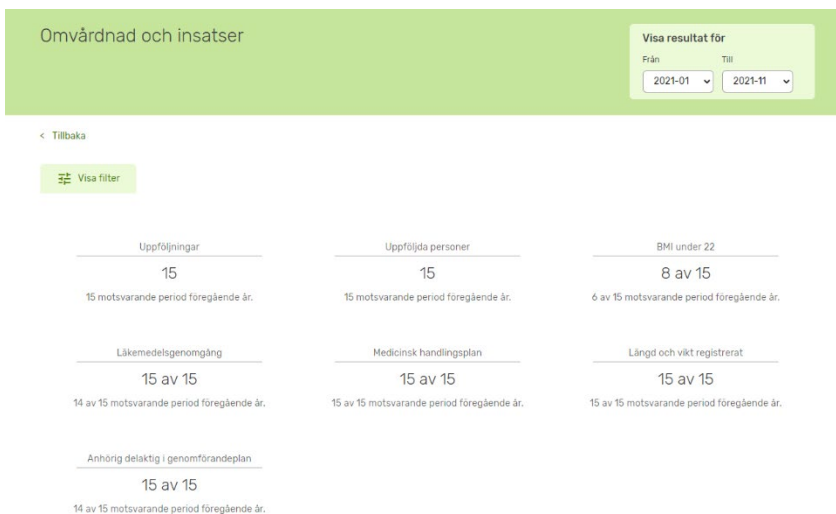 Omvårdnad och insatser
Visa resultat för
Från Till
2021-01 2021-11
< Tillbaka
Visa filter
Uppföljningar
15
15 motsvarande period föregående år.
Uppföljda personer
15
15 motsvarande period föregående år.
BMI under 22
8 av 15
6 av 15 motsvarande period föregående år.
Läkemedelsgenomgång
15 av 15
14 av 15 motsvarande period föregående år.
Medicinsk handlingsplan
15 av 15
15 av 15 motsvarande period föregående år.
Längd och vikt registrerat
15 av 15
15 av 15 motsvarande period föregående år.
Anhörig delaktig i genomförandeplan
15 av 15
14 av 15 motsvarande period föregående år.